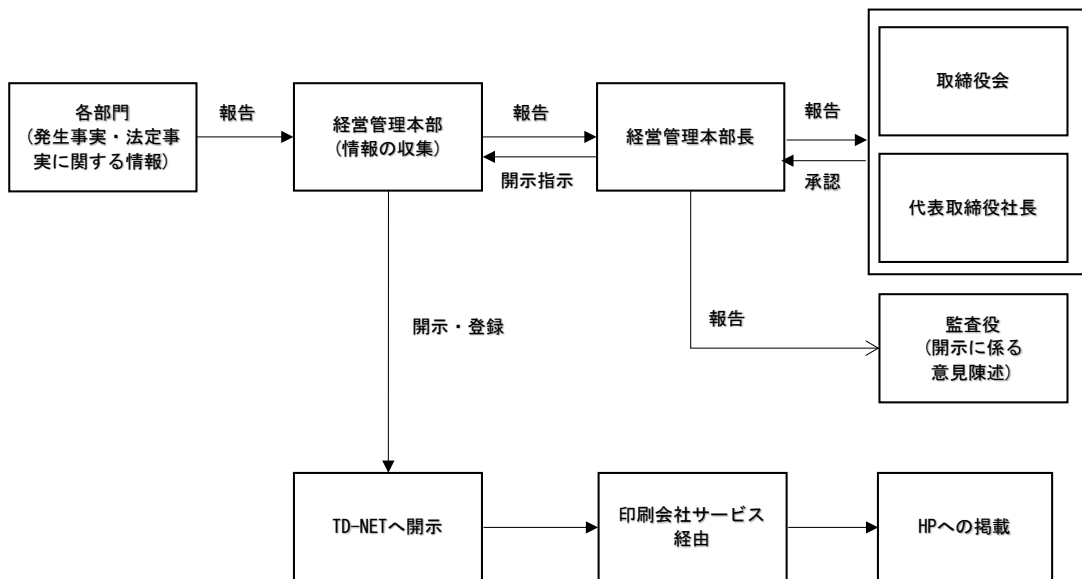 取締役会
各部門
(発生事実・法定事
実に関する情報)
報告
経営管理本部
(情報の収集)
報告
開示指示
経営管理本部長
報告
承認
代表取締役社長
開示・登録
報告
監査役
(開示に係る
意見陳述)
TD-NETへ開示
印刷会社サービス
経由
HPへの掲載